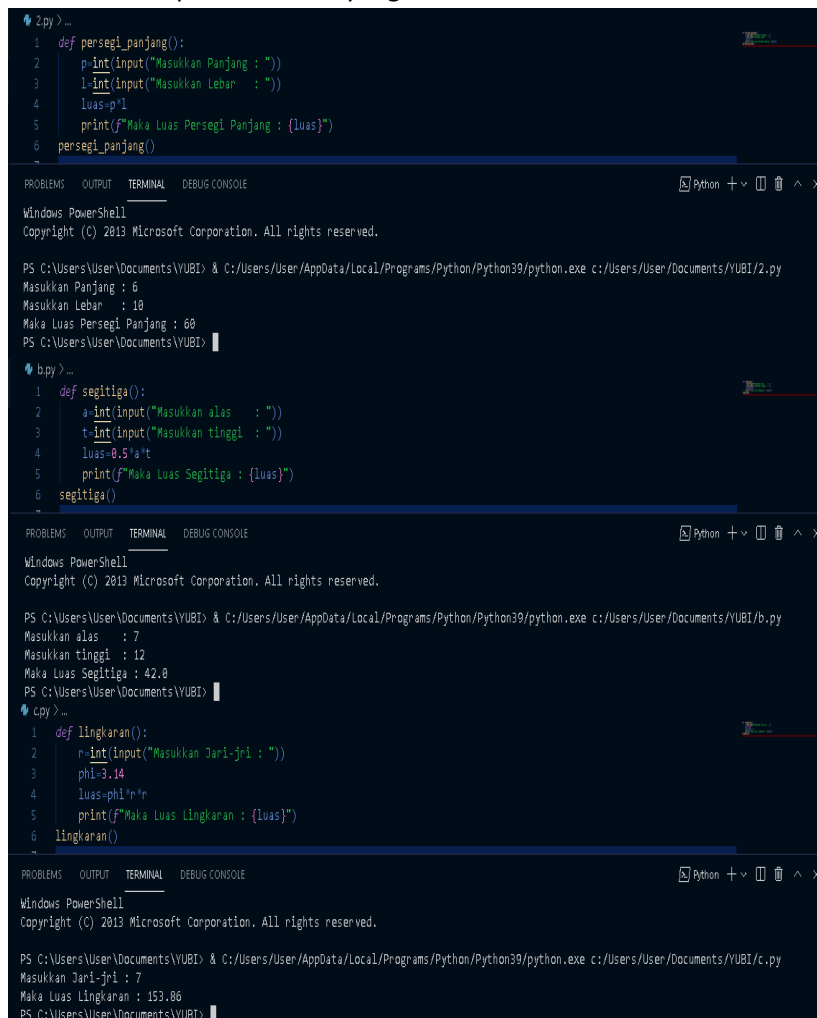 2.py > ...
1 def persegi_panjang():
2 p=int(input("Masukkan Panjang : "))
3 l=int(input("Masukkan Lebar   : "))
4 luas=p*l
5 print(f"Maka Luas Persegi Panjang : {luas}")
6 persegi_panjang()
PROBLEMS OUTPUT TERMINAL DEBUG CONSOLE Python
Windows PowerShell
Copyright (C) 2013 Microsoft Corporation. All rights reserved.
PS C:\Users\User\Documents\YUBI> & C:/Users/User/AppData/Local/Programs/Python/Python39/python.exe c:/Users/User/Documents/YUBI/2.py
Masukkan Panjang : 6
Masukkan Lebar   : 10
Maka Luas Persegi Panjang : 60
PS C:\Users\User\Documents\YUBI>
b.py > ...
1 def segitiga():
2 a=int(input("Masukkan alas    : "))
3 t=int(input("Masukkan tinggi  : "))
4 luas=0.5*a*t
5 print(f"Maka Luas Segitiga : {luas}")
6 segitiga()
PROBLEMS OUTPUT TERMINAL DEBUG CONSOLE Python
Windows PowerShell
Copyright (C) 2013 Microsoft Corporation. All rights reserved.
PS C:\Users\User\Documents\YUBI> & C:/Users/User/AppData/Local/Programs/Python/Python39/python.exe c:/Users/User/Documents/YUBI/b.py
Masukkan alas    : 7
Masukkan tinggi  : 12
Maka Luas Segitiga : 42.0
PS C:\Users\User\Documents\YUBI>
c.py > ...
1 def lingkaran():
2 r=int(input("Masukkan Jari-jri : "))
3 phi=3.14
4 luas=phi*r*r
5 print(f"Maka Luas Lingkaran : {luas}")
6 lingkaran()
PROBLEMS OUTPUT TERMINAL DEBUG CONSOLE Python
Windows PowerShell
Copyright (C) 2013 Microsoft Corporation. All rights reserved.
PS C:\Users\User\Documents\YUBI> & C:/Users/User/AppData/Local/Programs/Python/Python39/python.exe c:/Users/User/Documents/YUBI/c.py
Masukkan Jari-jri : 7
Maka Luas Lingkaran : 153.86
PS C:\Users\User\Documents\YUBI>